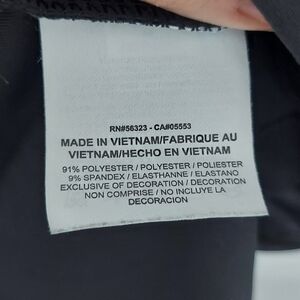 RN#56323 - CA#05553
MADE IN VIETNAM/FABRIQUE AU
VIETNAM/HECHO EN VIETNAM
91% POLYESTER / POLYESTER / POLIESTER
9% SPANDEX / ELASTHANNE / ELASTANO
EXCLUSIVE OF DECORATION / DECORATION
NON COMPRISE / NO INCLUYE LA
DECORACION